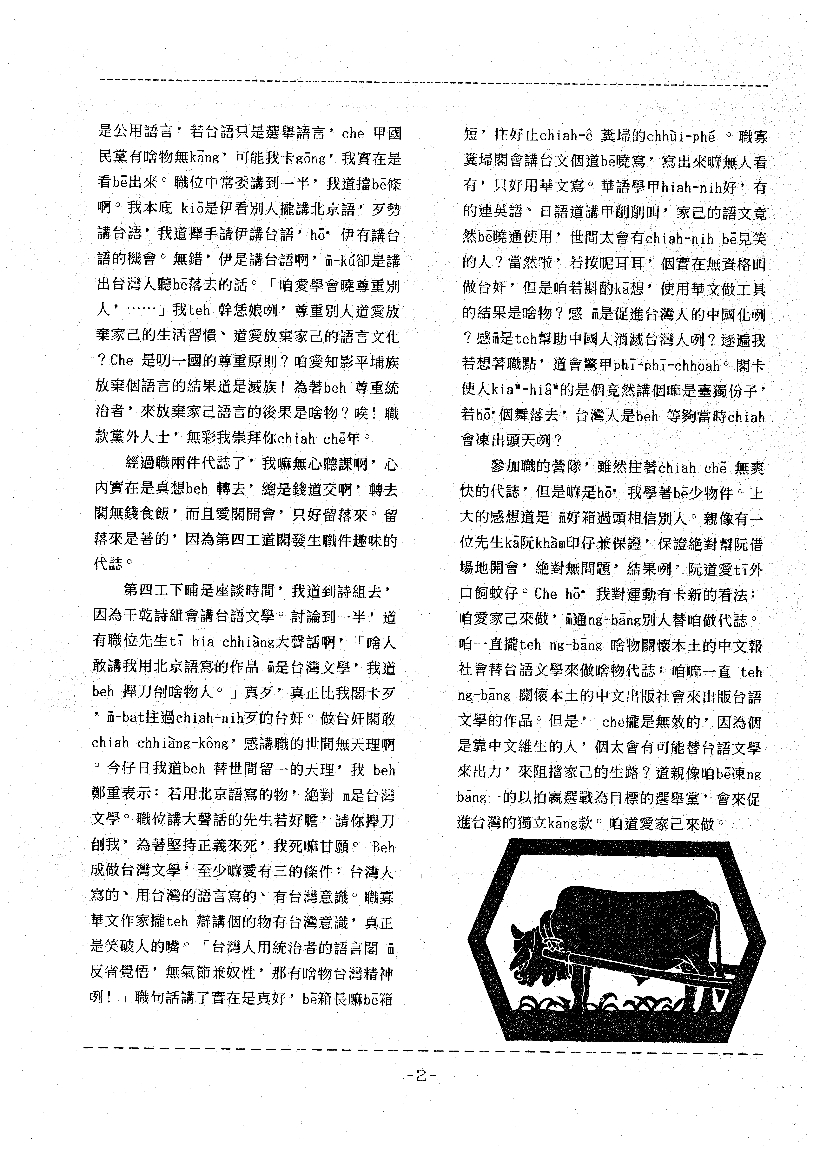 是公用語言，若台語只是選舉語言，che 甲國
民黨有啥物無kāng，可能我卡gōng，我實在是
看bē出來。職位中常委講到一半，我道擋bē條
啊。我本底 kiò是伊看別人攏講北京語，歹勢
講台語，我道攑手請伊講台語，hō· 伊有講台
語的機會。無錯，伊是講台語啊，m̄-kú卻是講
出台灣人聽bē落去的話。「咱愛學會曉尊重別
人，……」我teh 幹恁娘咧，尊重別人道愛放
棄家己的生活習慣、道愛放棄家己的語言文化
？Che 是叨一國的尊重原則？咱愛知影平埔族
放棄個語言的結果道是滅族！為著beh 尊重統
治者，來放棄家己語言的後果是啥物？唉！職
款黨外人士，無彩我崇拜你chiah chē年。
經過職兩件代誌了，我嘛無心聽課啊，心
內實在是真想beh 轉去，總是錢道交啊，轉去
閣無錢食飯，而且愛閣開會，只好留落來。留
落來是著的，因為第四工道閣發生職件趣味的
代誌。
第四工下晡是座談時間，我道到詩組去，
因為干乾詩組會講台語文學。討論到一半，道
有職位先生tī hia chhiàng大聲話啊，「啥人
敢講我用北京語寫的作品 m̄是台灣文學，我道
beh 攑刀刣啥物人。」真歹，真正比我閣卡歹
，m̄-bat拄過chiah-nih歹的台奸。做台奸閣敢
chiah chhiàng-kông，感講職的世間無天理啊
。今仔日我道beh 替世間留一的天理，我 beh
鄭重表示：若用北京語寫的物，絕對 m̄是台灣
文學。職位講大聲話的先生若好膽，請你攑刀
刣我，為著堅持正義來死，我死嘛甘願。Beh
成做台灣文學，至少嘛愛有三的條件：台灣人
寫的、用台灣的語言寫的、有台灣意識。職寡
華文作家攏teh 辯講個的物有台灣意識，真正
是笑破人的嘴。「台灣人用統治者的語言閣 m̄
反省覺悟，無氣節兼奴性，那有啥物台灣精神
咧！」職句話講了實在是真好，bē箱長嘛bē箱
短，拄好止chiah-ê 糞埽的chhùi-phé 。職寡
糞埽閣會講台文個道bē曉寫，寫出來嘛無人看
有，只好用華文寫。華語學甲hiah-nih好，有
的連英語、日語道講甲削削叫，家己的語文竟
然bē曉通使用，世間太會有chiah-nih bē見笑
的人？當然啦，若按呢耳耳，個實在無資格叫
做台奸，但是咱若斟酌kā想，使用華文做工具
的結果是啥物？感 m̄是促進台灣人的中國化咧
？感m̄是teh幫助中國人消滅台灣人咧？逐遍我
若想著職點，道會驚甲phī-phī-chhoah。閣卡
使人kiaⁿ-hiâⁿ的是個竟然講個嘛是臺獨份子，
若hō· 個舞落去，台灣人是beh 等夠當時chiah
會凍出頭天咧？
參加職的營隊，雖然拄著chiah chē 無爽
快的代誌，但是嘛是hō· 我學著bē少物件。上
大的感想道是 m̄好箱過頭相信別人。親像有一
位先生kā阮khàm印仔兼保證，保證絕對幫阮借
場地開會，絕對無問題，結果咧，阮道愛tī外
口飼蚊仔。Che hō· 我對運動有卡新的看法：
咱愛家己來做，m̄通ng-bāng別人替咱做代誌。
咱一直攏teh ng-bāng 啥物關懷本土的中文報
社會替台語文學來做啥物代誌；咱嘛一直 teh
ng-bāng 關懷本土的中文出版社會來出版台語
文學的作品。但是，che攏是無效的，因為個
是靠中文維生的人，個太會有可能替台語文學
來出力，來阻擋家己的生路？道親像咱bē凍ng
bāng 一的以拍贏選戰為目標的選舉黨，會來促
進台灣的獨立kāng款。咱道愛家己來做。
-2-